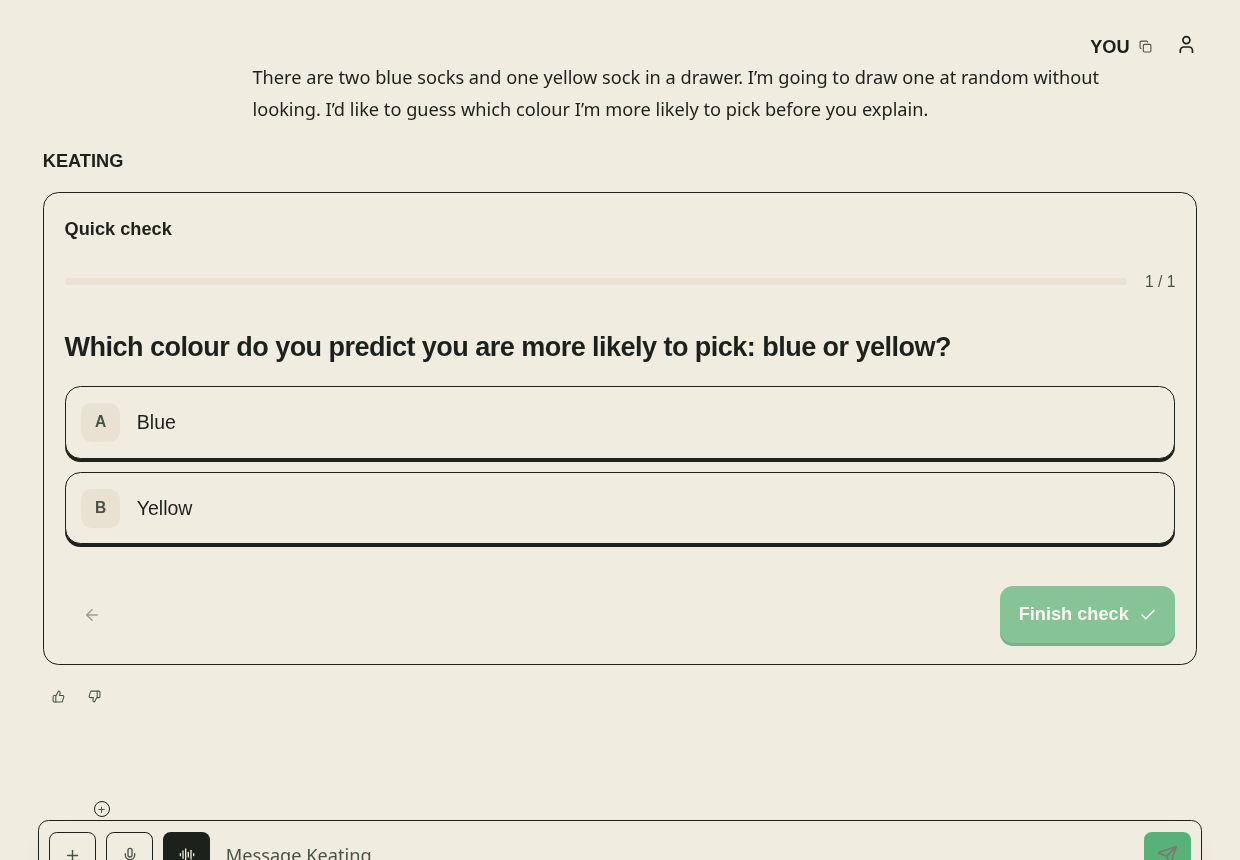 YOU
There are two blue socks and one yellow sock in a drawer. I’m going to draw one at random without
looking. I’d like to guess which colour I’m more likely to pick before you explain.
KEATING
Quick check
1 / 1
Which colour do you predict you are more likely to pick: blue or yellow?
A Blue
B Yellow
Finish check
Message Keating